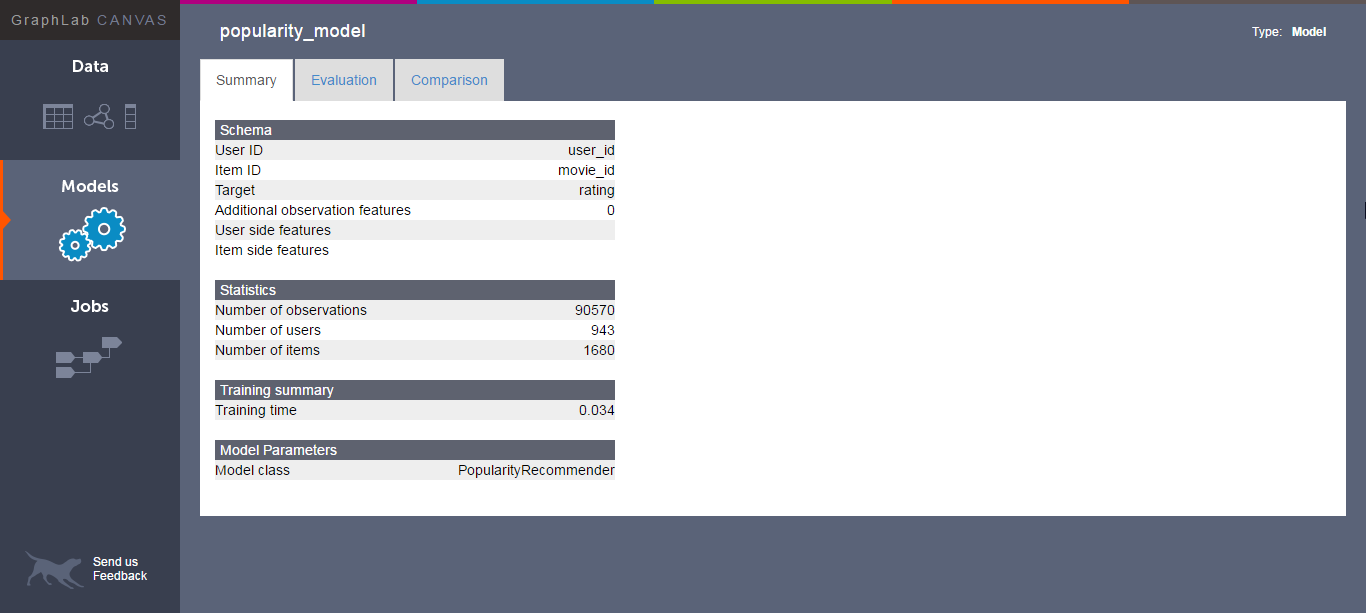 GraphLab CANVAS
Data
Models
Jobs
Send us
Feedback
popularity_model
Type: Model
Summary
Evaluation
Comparison
Schema
User ID user_id
Item ID movie_id
Target rating
Additional observation features 0
User side features
Item side features
Statistics
Number of observations 90570
Number of users 943
Number of items 1680
Training summary
Training time 0.034
Model Parameters
Model class PopularityRecommender